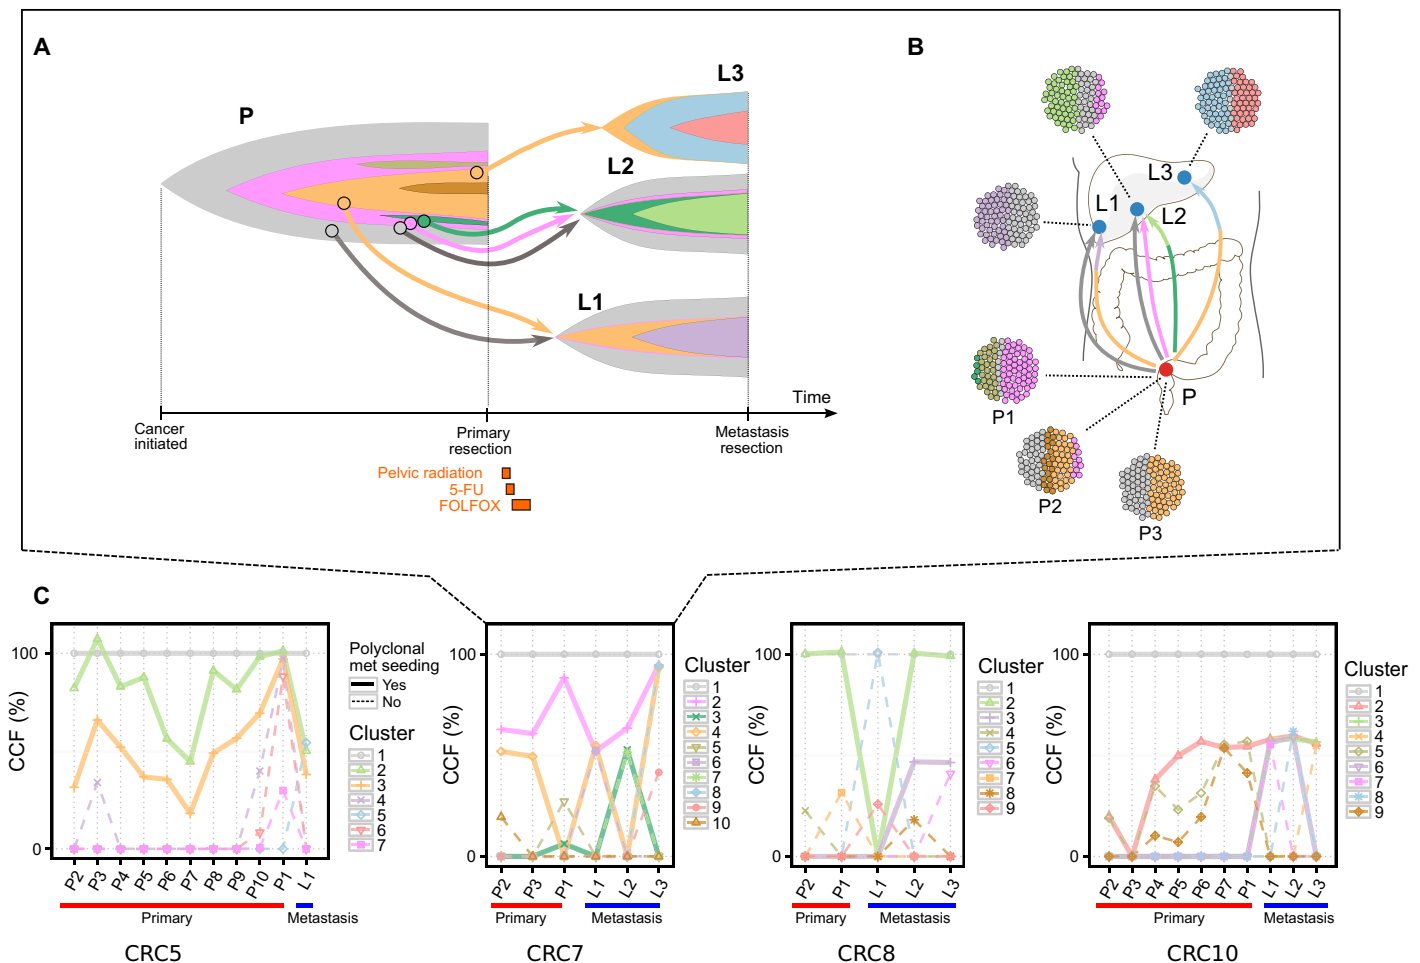 A
P
L3
L2
L1
Time
Cancer
initiated
Primary
resection
Metastasis
resection
Pelvic radiation
5-FU
FOLFOX
B
L3
L1
L2
P
P1
P2
P3
C
CCF (%)
100
0
P2
P3
P4
P5
P6
P7
P8
P9
P10
P1
L1
Primary
Metastasis
CRC5
Polyclonal
met seeding
Yes
No
Cluster
1
2
3
4
5
6
7
CCF (%)
100
0
P2
P3
P1
L1
L2
L3
Primary
Metastasis
CRC7
Cluster
1
2
3
4
5
6
7
8
9
10
CCF (%)
100
0
P2
P1
L1
L2
L3
Primary
Metastasis
CRC8
Cluster
1
2
3
4
5
6
7
8
9
CCF (%)
100
0
P2
P3
P4
P5
P6
P7
P1
L1
L2
L3
Primary
Metastasis
CRC10
Cluster
1
2
3
4
5
6
7
8
9